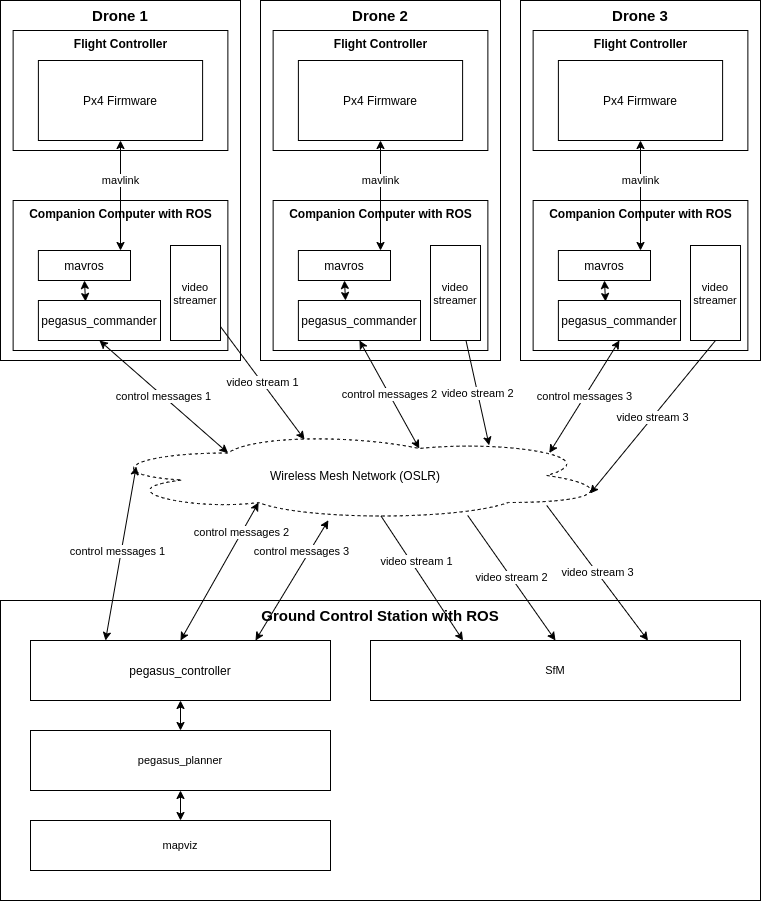 Drone 1
Flight Controller
Px4 Firmware
mavlink
Companion Computer with ROS
mavros
video
streamer
pegasus_commander
Drone 2
Flight Controller
Px4 Firmware
mavlink
Companion Computer with ROS
mavros
video
streamer
pegasus_commander
Drone 3
Flight Controller
Px4 Firmware
mavlink
Companion Computer with ROS
mavros
video
streamer
pegasus_commander
control messages 1
video stream 1
control messages 2
video stream 2
control messages 3
video stream 3
Wireless Mesh Network (OSLR)
control messages 1
control messages 2
control messages 3
video stream 1
video stream 2
video stream 3
Ground Control Station with ROS
pegasus_controller
SfM
pegasus_planner
mapviz